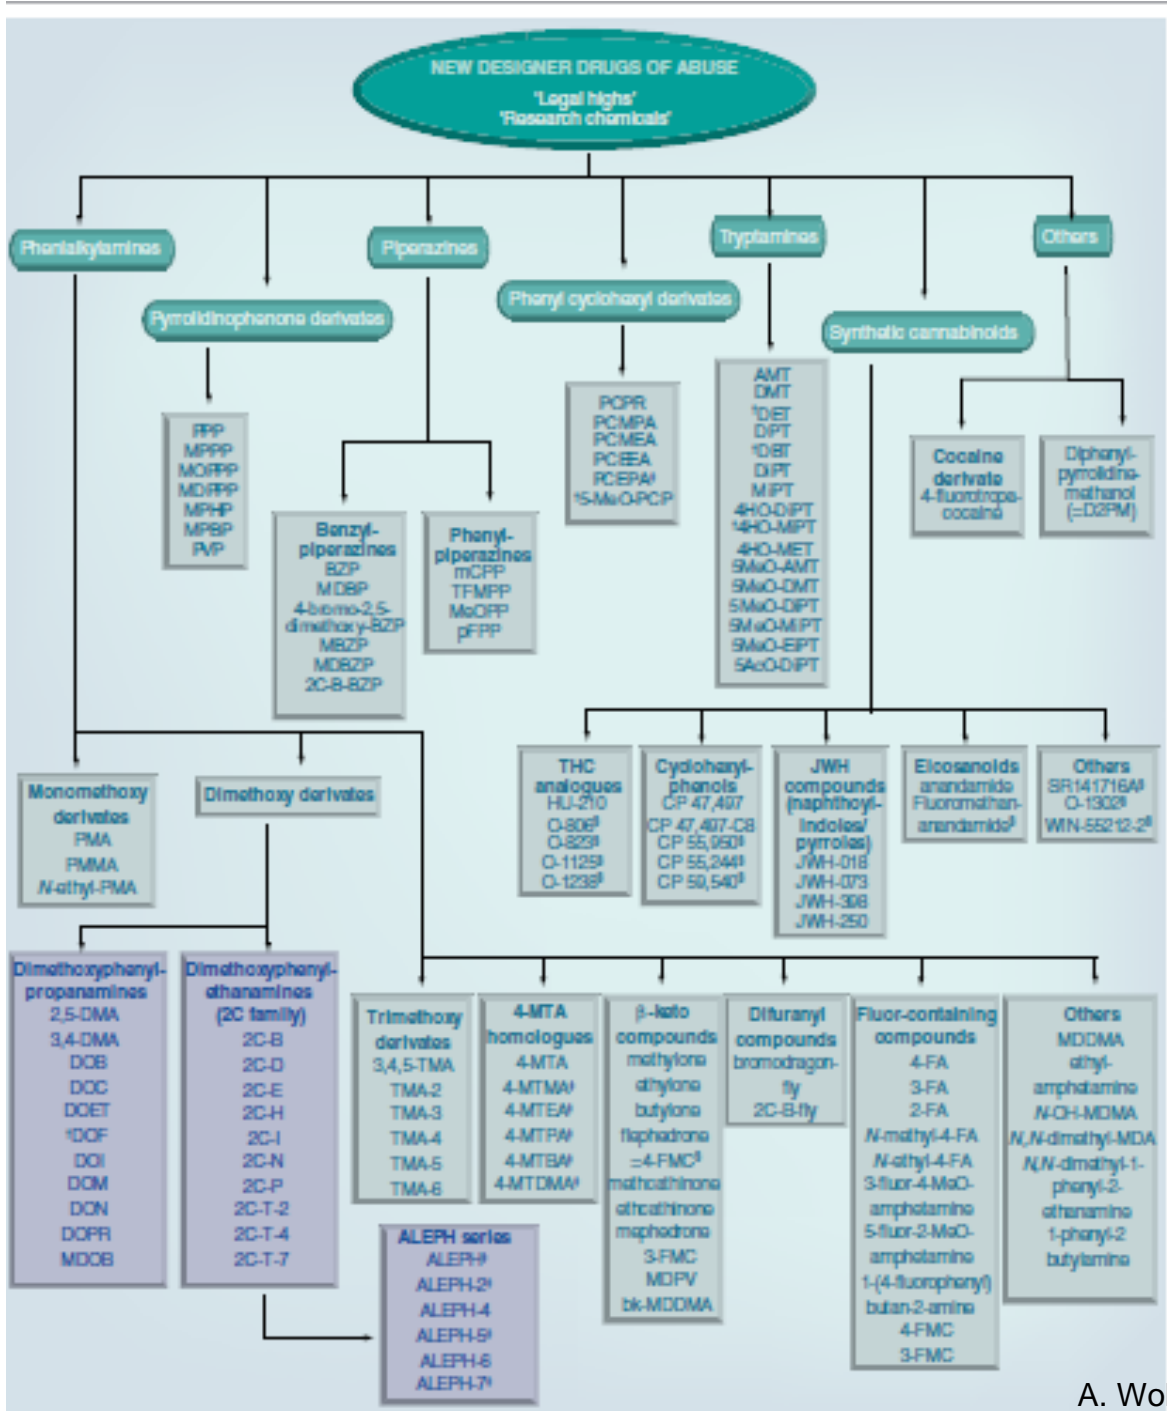 NEW DESIGNER DRUGS OF ABUSE
'Legal highs'
'Research chemicals'
Phenialkylamines
Piperazines
Tryptamines
Others
Pyrrolidinophenone derivates
Phenyl cyclohexyl derivates
Synthetic cannabinoids
PPP
MPPP
MOPPP
MDPPP
MPHP
MPBP
PVP
Benzyl-
piperazines
BZP
MDBP
4-bromo-2,5-
dimethoxy-BZP
MBZP
MDBZP
2C-B-BZP
Phenyl-
piperazines
mCPP
TFMPP
MeOPP
pFPP
PCPR
PCMPA
PCMEA
PCEEA
PCEPA§
†5-MeO-PCP
AMT
DMT
†DET
DPT
†DBT
DiPT
MiPT
4HO-DiPT
†4HO-MiPT
4HO-MET
5MeO-AMT
5MeO-DMT
5MeO-DiPT
5MeO-MiPT
5MeO-EiPT
5AcO-DiPT
Cocaine
derivate
4-fluorotropa-
cocaine
Diphenyl-
pyrrolidine-
methanol
(=D2PM)
THC
analogues
HU-210
O-806§
O-823§
O-1125§
O-1238§
Cyclohexyl-
phenols
CP 47,497
CP 47,497-C8
CP 55,950§
CP 55,244§
CP 59,540§
JWH
compounds
(naphthoyl-
indoles/
pyrroles)
JWH-018
JWH-073
JWH-398
JWH-250
Eicosanoids
anandamide
Fluoromethan-
anandamide§
Others
SR141716A§
O-1302§
WIN-55212-2§
Monomethoxy
derivates
PMA
PMMA
N-ethyl-PMA
Dimethoxy derivates
Dimethoxyphenyl-
propanamines
2,5-DMA
3,4-DMA
DOB
DOC
DOET
†DOF
DOI
DOM
DON
DOPR
MDOB
Dimethoxyphenyl-
ethanamines
(2C family)
2C-B
2C-D
2C-E
2C-H
2C-I
2C-N
2C-P
2C-T-2
2C-T-4
2C-T-7
Trimethoxy
derivates
3,4,5-TMA
TMA-2
TMA-3
TMA-4
TMA-5
TMA-6
4-MTA
homologues
4-MTA
4-MTMA§
4-MTEA§
4-MTPA§
4-MTBA§
4-MTDMA§
β-keto
compounds
methylone
ethylone
butylone
flephedrone
=4-FMC§
methcathinone
ethcathinone
mephedrone
3-FMC
MDPV
bk-MDDMA
Difuranyl
compounds
bromodragon-
fly
2C-B-fly
Fluor-containing
compounds
4-FA
3-FA
2-FA
N-methyl-4-FA
N-ethyl-4-FA
3-fluor-4-MeO-
amphetamine
5-fluor-2-MeO-
amphetamine
1-(4-fluorophenyl)
butan-2-amine
4-FMC
3-FMC
Others
MDDMA
ethyl-
amphetamine
N-OH-MDMA
N,N-dimethyl-MDA
N,N-dimethyl-1-
phenyl-2-
ethanamine
1-phenyl-2
butylamine
ALEPH series
ALEPH§
ALEPH-2§
ALEPH-4
ALEPH-5§
ALEPH-6
ALEPH-7§
A. Wo